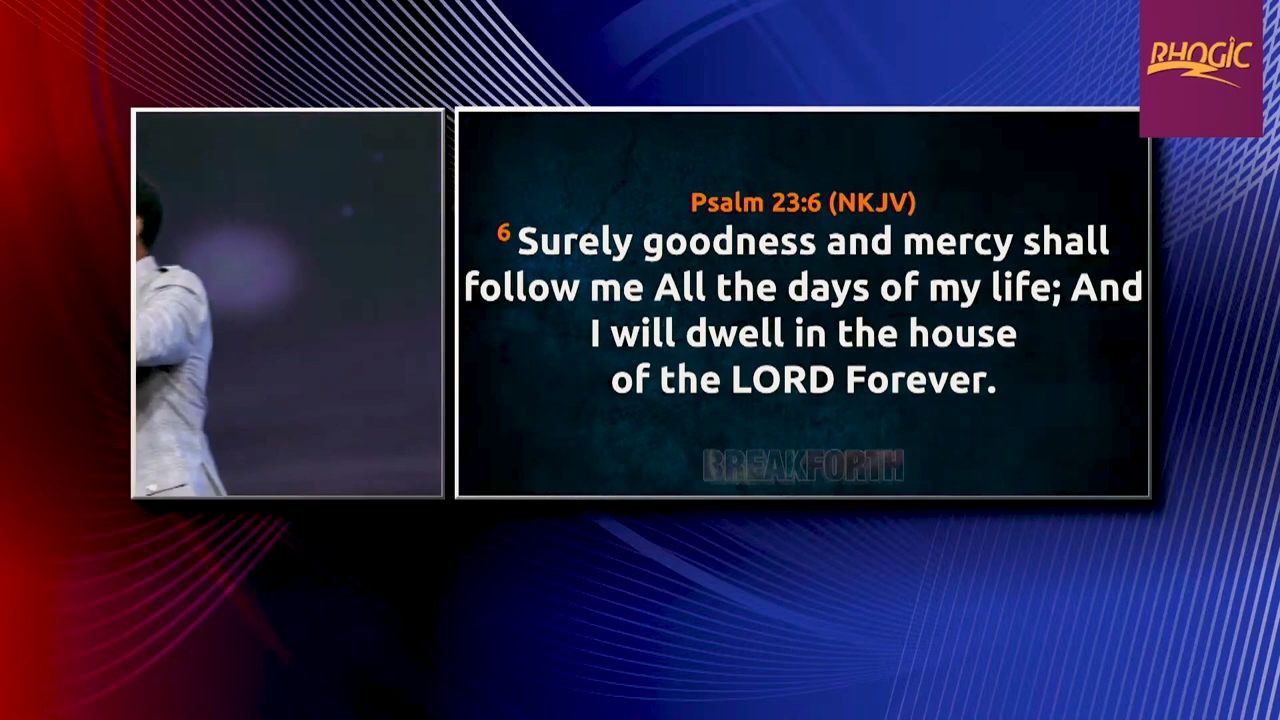 RHOGIC
Psalm 23:6 (NKJV)
6 Surely goodness and mercy shall
follow me All the days of my life; And
I will dwell in the house
of the LORD Forever.
BREAKFORTH